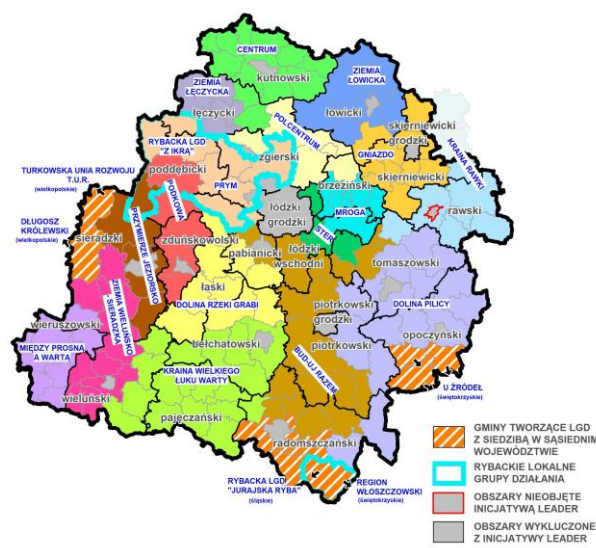 CENTRUM
kutnowski
ZIEMIA
ŁOWICKA
ZIEMIA
ŁĘCZYCKA
łęczycki
łowicki
POLCENTRUM
skierniewicki
grodzki
KRAINA RAWKI
RYBACKA LGD
"Z IKRĄ"
zgierski
GNIAZDO
skierniewicki
TURKOWSKA UNIA ROZWOJU
T.U.R.
(wielkopolskie)
poddębicki
PODKOWA
PRYM
brzeziński
MROGA
rawski
DŁUGOSZ
KRÓLEWSKI
(wielkopolskie)
sieradzki
PRZYMIERZE JEZIORSKO
łódzki
grodzki
STER
zduńskowolski
pabianicki
łódzki
wschodni
tomaszowski
ZIEMIA WIELUŃSKO
- SIERADZKA
łaski
DOLINA RZEKI GRABI
piotrkowski
grodzki
DOLINA PILICY
wieruszowski
MIĘDZY PROSNĄ
A WARTĄ
bełchatowski
piotrkowski
opoczyński
KRAINA WIELKIEGO
ŁUKU WARTY
BUD-UJ RAZEM
wieluński
pajęczański
U ŹRÓDEŁ
(świętokrzyskie)
radomszczański
RYBACKA LGD
"JURAJSKA RYBA"
(śląskie)
REGION
WŁOSZCZOWSKI
(świętokrzyskie)
GMINY TWORZĄCE LGD
Z SIEDZIBĄ W SĄSIEDNIM
WOJEWÓDZTWIE
RYBACKIE LOKALNE
GRUPY DZIAŁANIA
OBSZARY NIEOBJĘTE
INICJATYWĄ LEADER
OBSZARY WYKLUCZONE
Z INICJATYWY LEADER